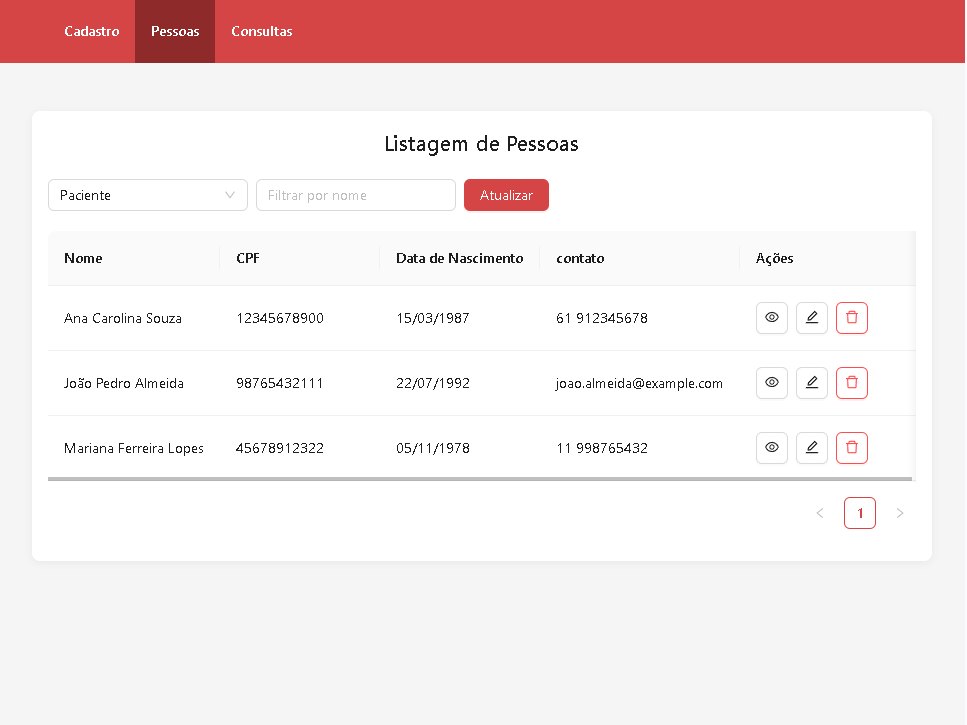 Cadastro Pessoas Consultas
Listagem de Pessoas
Paciente Filtrar por nome Atualizar
Nome CPF Data de Nascimento contato Ações
Ana Carolina Souza 12345678900 15/03/1987 61 912345678
João Pedro Almeida 98765432111 22/07/1992 joao.almeida@example.com
Mariana Ferreira Lopes 45678912322 05/11/1978 11 998765432
1